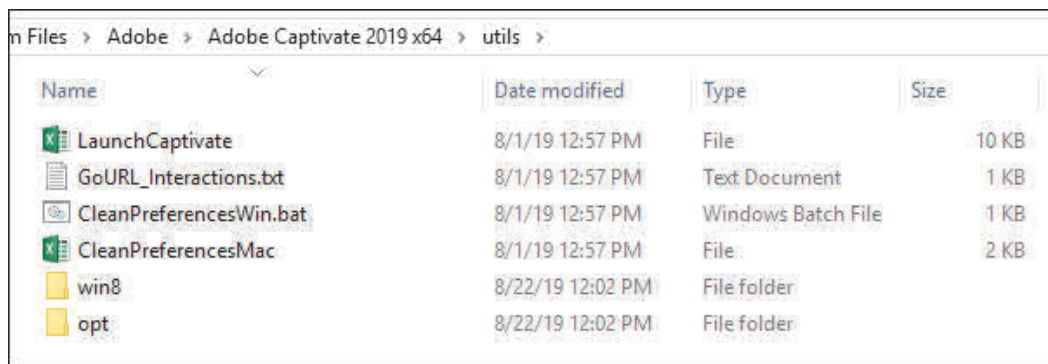 m Files > Adobe > Adobe Captivate 2019 x64 > utils >
Name Date modified Type Size
LaunchCaptivate 8/1/19 12:57 PM File 10 KB
GoURL_Interactions.txt 8/1/19 12:57 PM Text Document 1 KB
CleanPreferencesWin.bat 8/1/19 12:57 PM Windows Batch File 1 KB
CleanPreferencesMac 8/1/19 12:57 PM File 2 KB
win8 8/22/19 12:02 PM File folder
opt 8/22/19 12:02 PM File folder